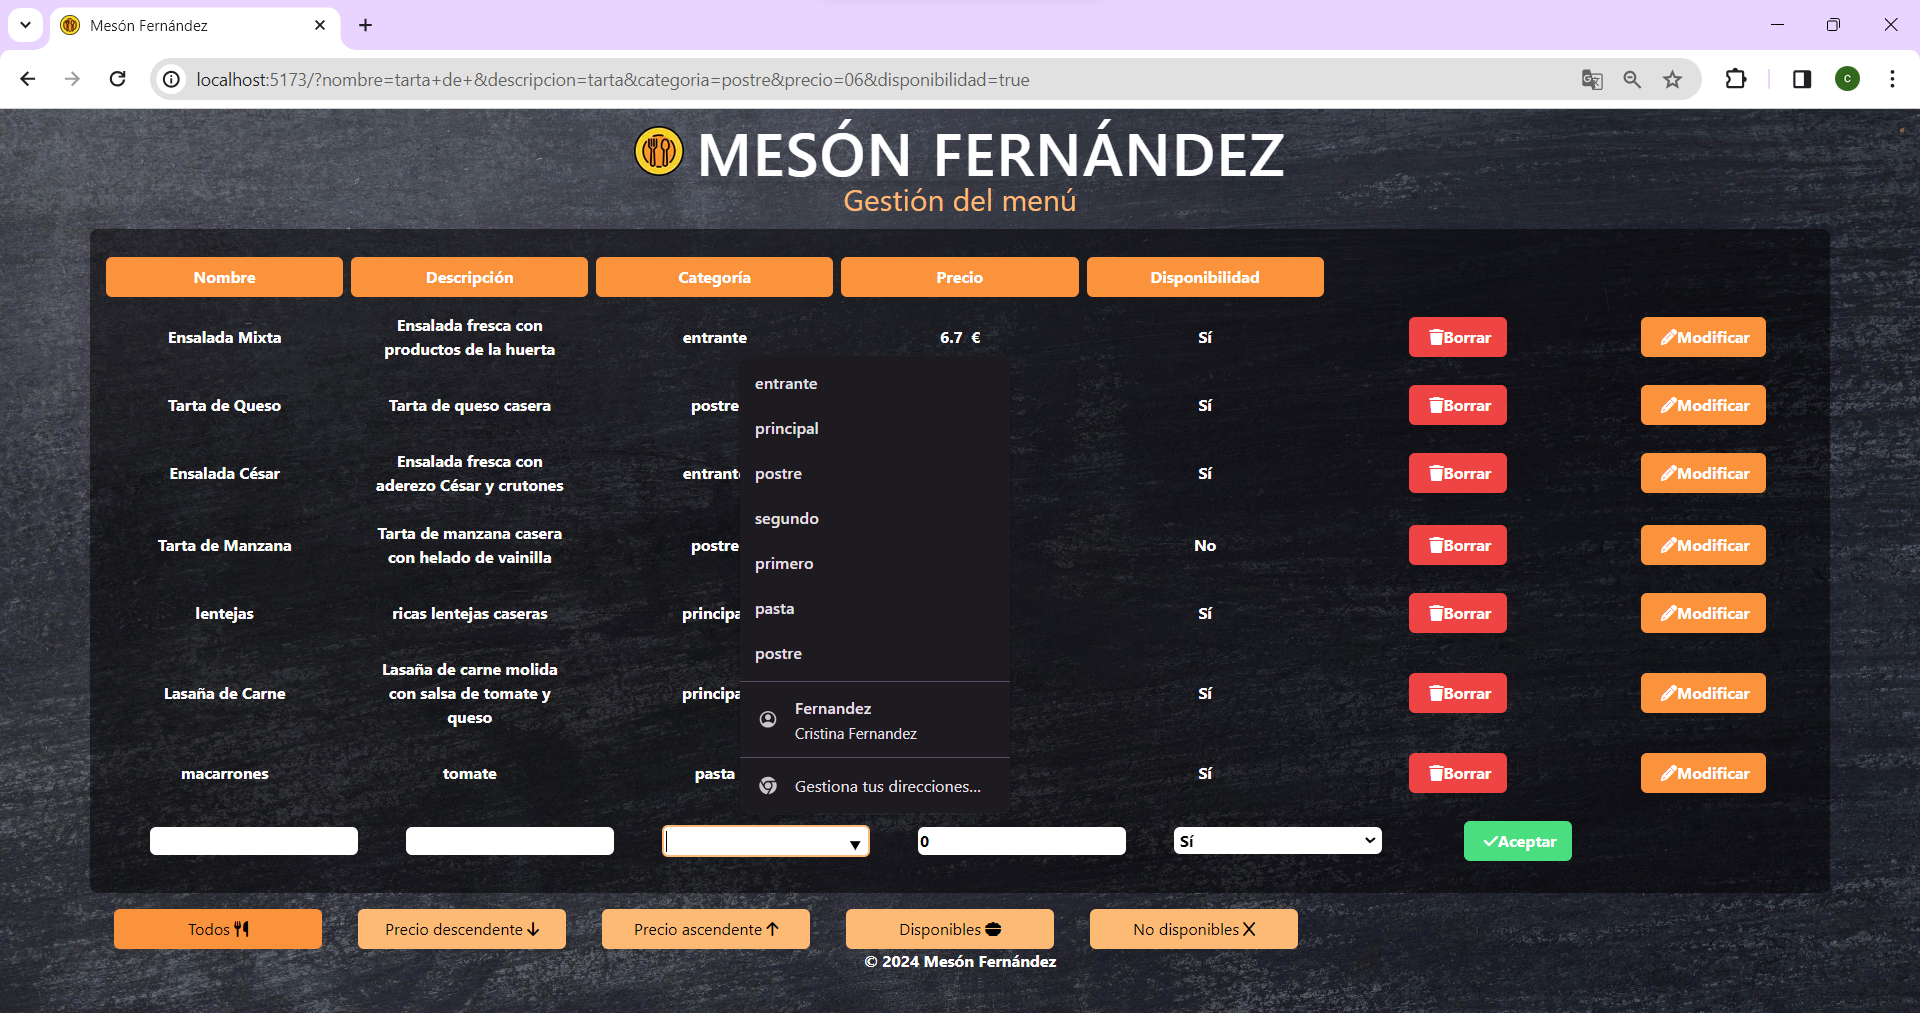 Mesón Fernández
localhost:5173/?nombre=tarta+de+&descripcion=tarta&categoria=postre&precio=06&disponibilidad=true
C
MESÓN FERNÁNDEZ
Gestión del menú
Nombre Descripción Categoría Precio Disponibilidad
Ensalada Mixta Ensalada fresca con productos de la huerta entrante 6.7 € Sí Borrar Modificar
Tarta de Queso Tarta de queso casera postre Sí Borrar Modificar
Ensalada César Ensalada fresca con aderezo César y crutones entrante Sí Borrar Modificar
Tarta de Manzana Tarta de manzana casera con helado de vainilla postre No Borrar Modificar
lentejas ricas lentejas caseras principa Sí Borrar Modificar
Lasaña de Carne Lasaña de carne molida con salsa de tomate y queso principa Sí Borrar Modificar
macarrones tomate pasta Sí Borrar Modificar
entrante
principal
postre
segundo
primero
pasta
postre
Fernandez
Cristina Fernandez
Gestiona tus direcciones...
0 Sí Aceptar
Todos Precio descendente Precio ascendente Disponibles No disponibles
© 2024 Mesón Fernández